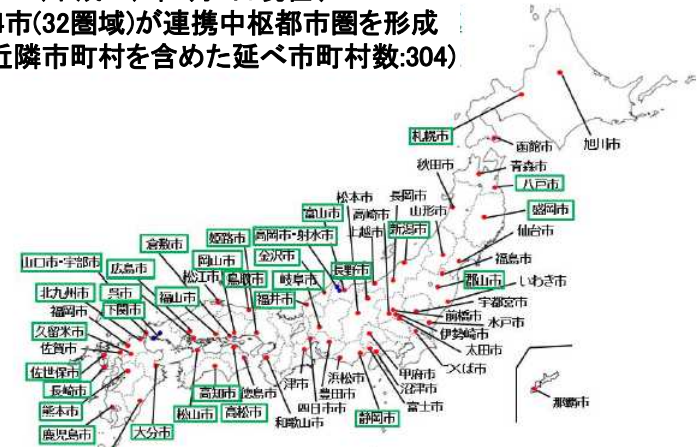 4市(32圏域)が連携中枢都市圏を形成
近隣市町村を含めた延べ市町村数:304)
札幌市
函館市
旭川市
秋田市
青森市
八戸市
松本市
長岡市
富山市
高崎市
山形市
盛岡市
上越市
新潟市
仙台市
倉敷市
姫路市
高岡市・射水市
福島市
山口市・宇部市
広島市
岡山市
金沢市
長野市
郡山市
いわき市
松江市
鳥取市
岐阜市
北九州市
呉市
福山市
福井市
宇都宮市
福岡市
下関市
前橋市
水戸市
久留米市
伊勢崎市
佐賀市
太田市
佐世保市
甲府市
つくば市
長崎市
高知市
徳島市
津市
浜松市
沼津市
熊本市
豊田市
富士市
那覇市
松山市
高松市
四日市市
静岡市
鹿児島市
大分市
和歌山市